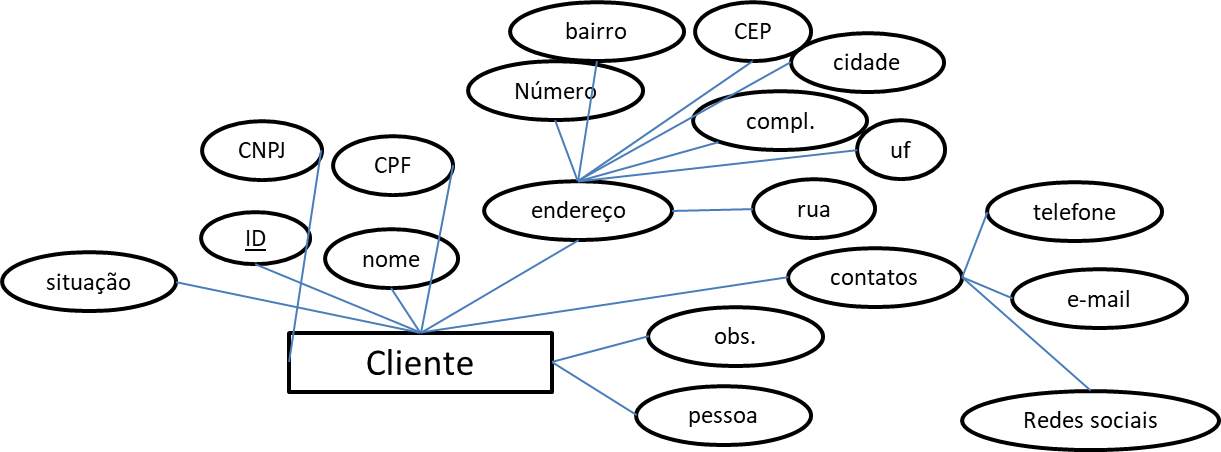 bairro
CEP
cidade
Número
compl.
CNPJ
CPF
uf
endereço
rua
telefone
ID
nome
situação
contatos
e-mail
obs.
Cliente
pessoa
Redes sociais